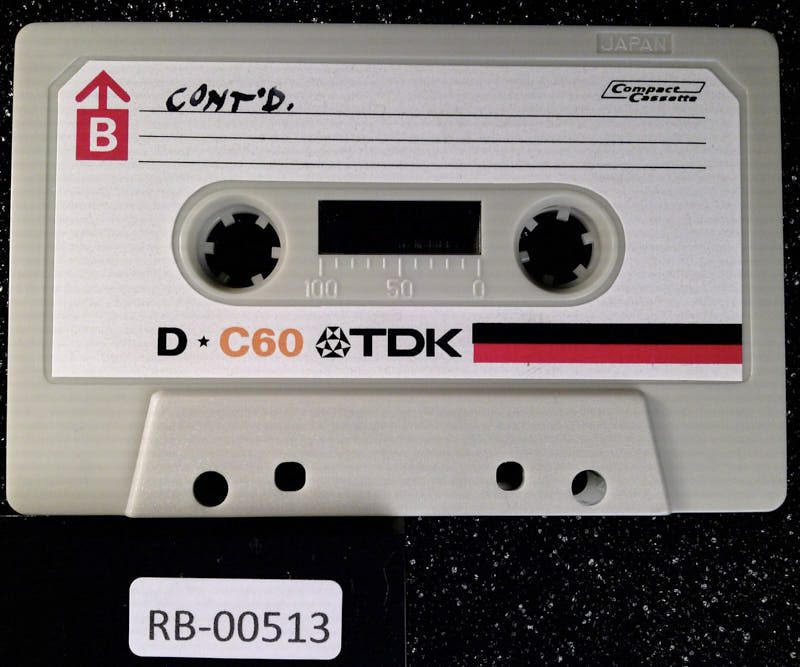 JAPAN
CONT'D.
Compact
Cassette
B
100 50 0
D ★ C60 TDK
RB-00513